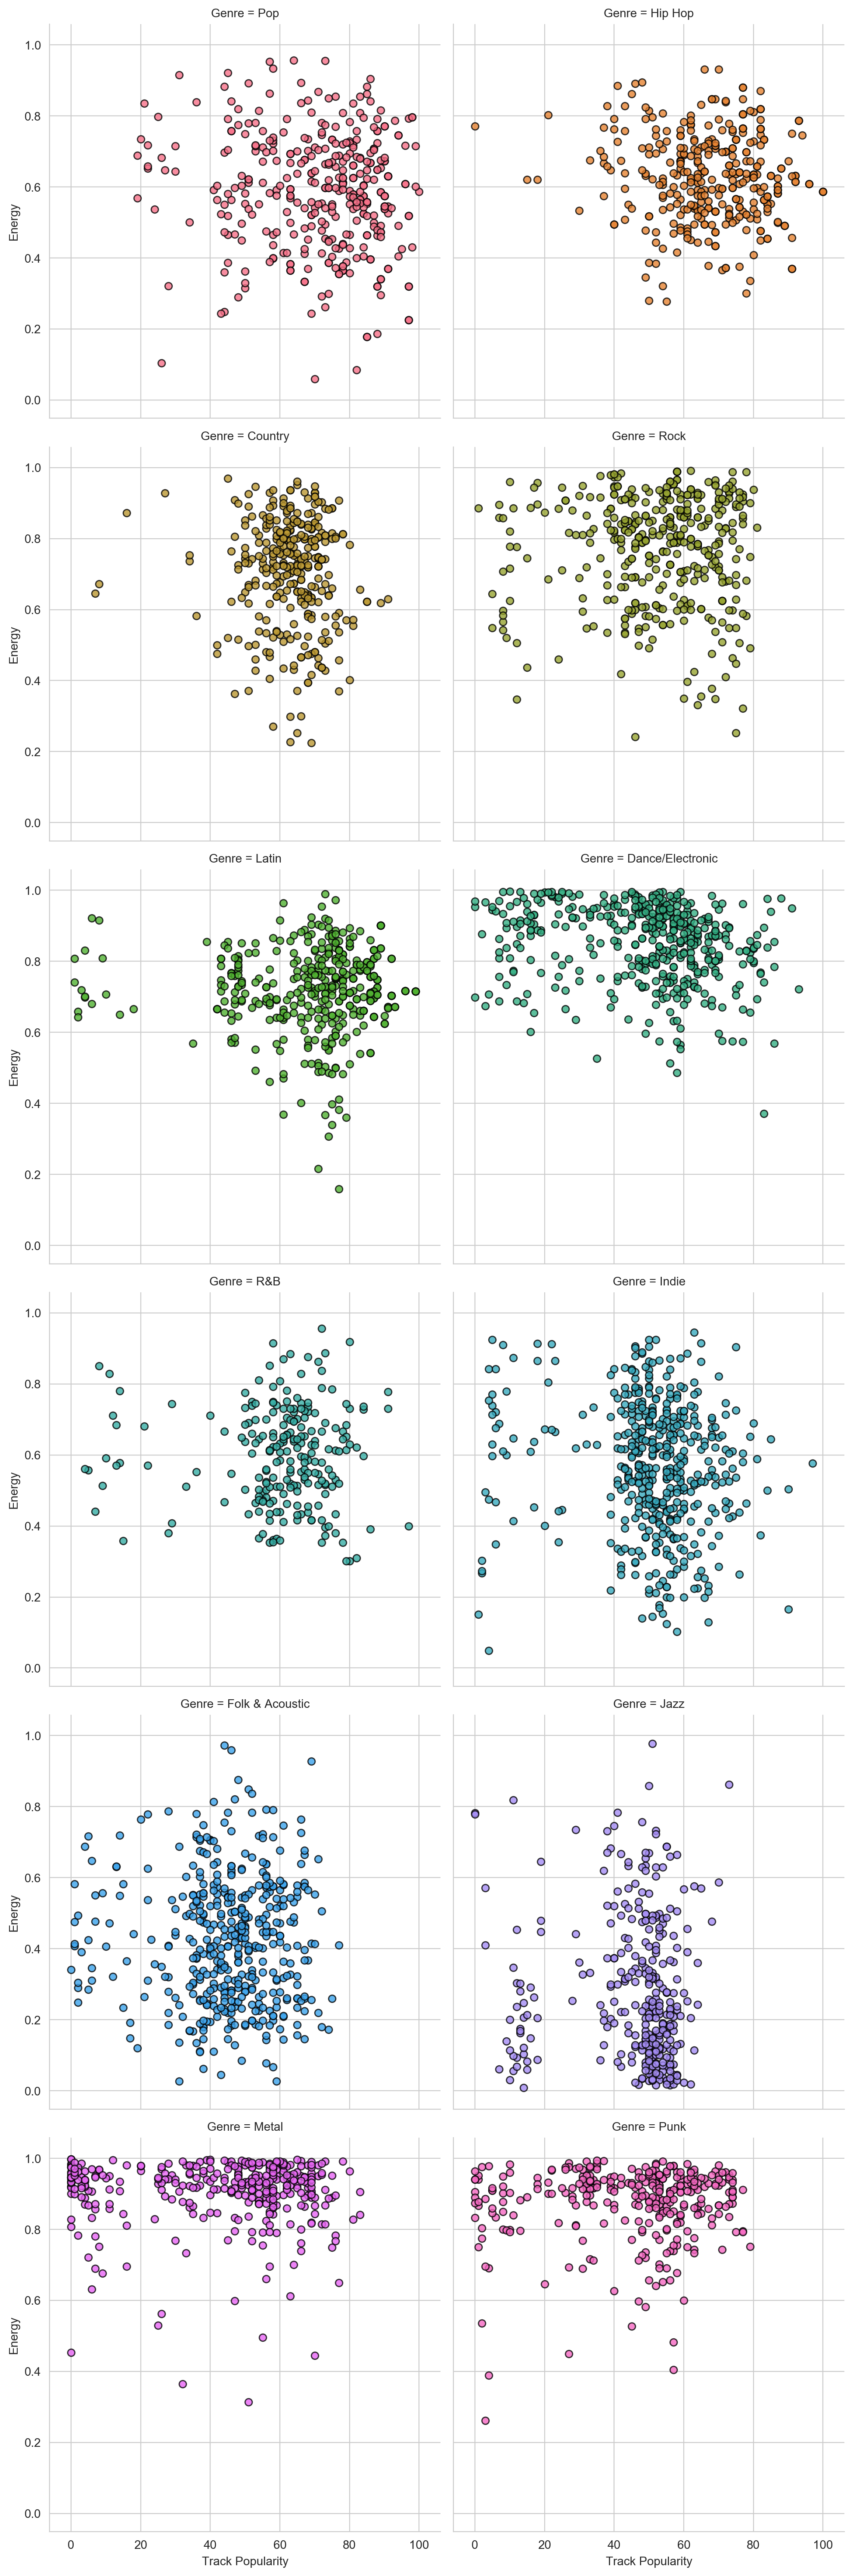 Genre = Pop
Genre = Hip Hop
1.0
0.8
0.6
0.4
0.2
0.0
Energy
Genre = Country
Genre = Rock
1.0
0.8
0.6
0.4
0.2
0.0
Energy
Genre = Latin
Genre = Dance/Electronic
1.0
0.8
0.6
0.4
0.2
0.0
Energy
Genre = R&B
Genre = Indie
1.0
0.8
0.6
0.4
0.2
0.0
Energy
Genre = Folk & Acoustic
Genre = Jazz
1.0
0.8
0.6
0.4
0.2
0.0
Energy
Genre = Metal
Genre = Punk
1.0
0.8
0.6
0.4
0.2
0.0
Energy
0 20 40 60 80 100
0 20 40 60 80 100
Track Popularity
Track Popularity